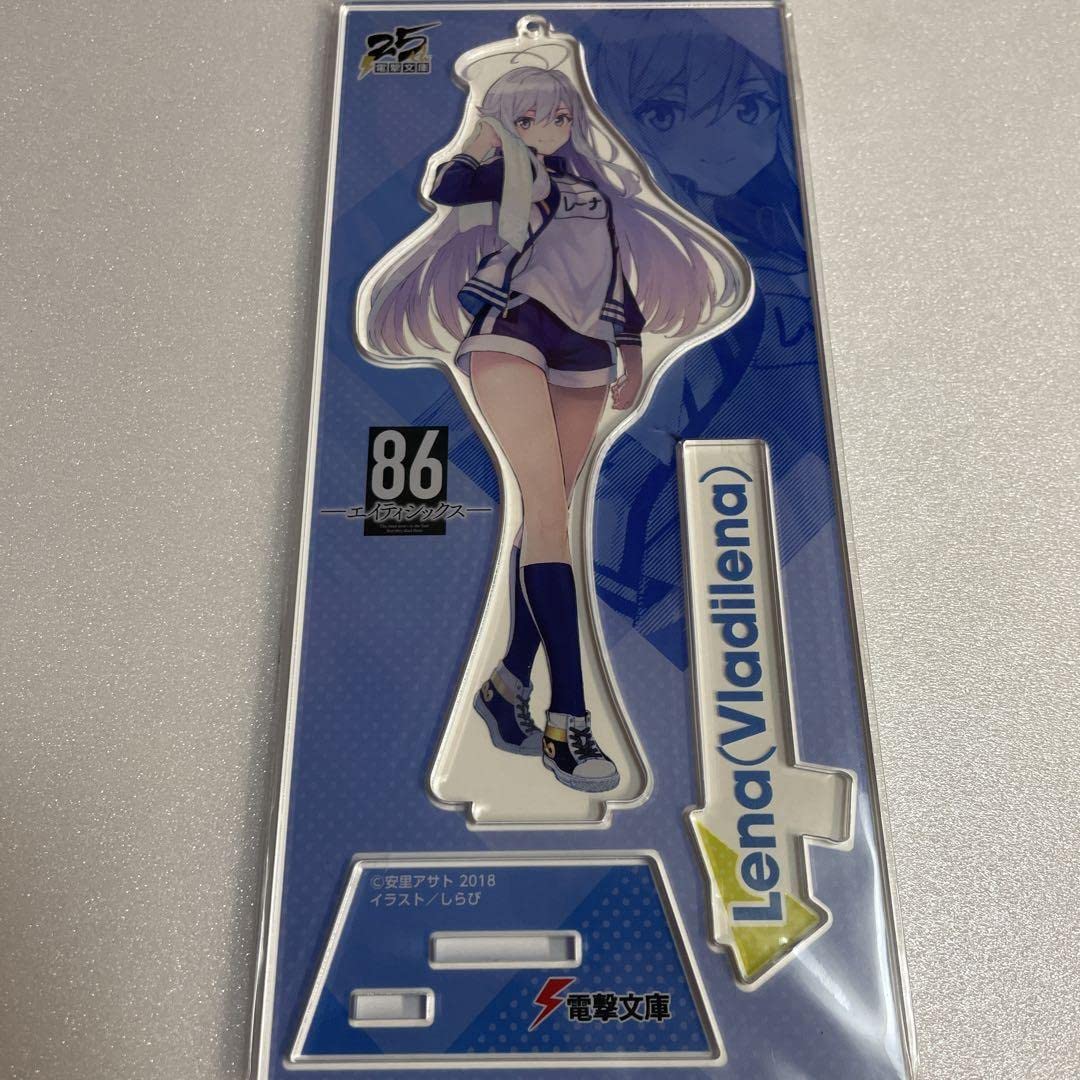 25
電撃文庫
レーナ
86
―エイティシックス―
Lena(Vladilena)
©安里アサト 2018
イラスト／しらび
電撃文庫